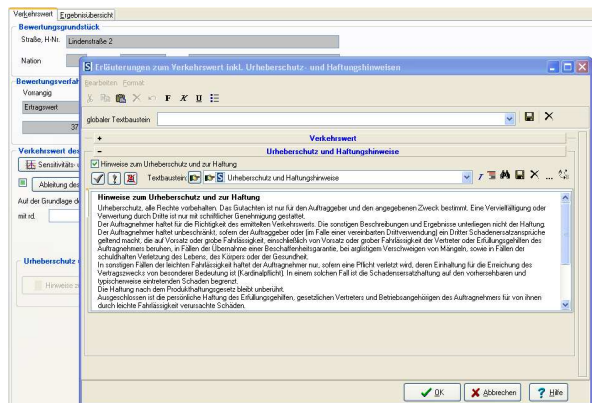 Verkehrswert Ergebnisübersicht
Bewertungsgrundstück
Straße, H-Nr. Lindenstraße 2
Nation
Erläuterungen zum Verkehrswert inkl. Urheberschutz- und Haftungshinweisen
Bearbeiten Format
F K U
globaler Textbaustein
Bewertungsverfah
Vorrangig
Ertragswert
37
+ Verkehrswert
- Urheberschutz und Haftungshinweise
Hinweise zum Urheberschutz und zur Haftung
Textbaustein: S Urheberschutz und Haftungshinweise
Verkehrswert des
Sensitivitäts- u
Ableitung des
Auf der Grundlage d
mit rd.
Urheberschutz u
Hinweise z
Hinweise zum Urheberschutz und zur Haftung
Urheberschutz, alle Rechte vorbehalten. Das Gutachten ist nur für den Auftraggeber und den angegebenen Zweck bestimmt. Eine Vervielfältigung oder
Verwertung durch Dritte ist nur mit schriftlicher Genehmigung gestattet.
Der Auftragnehmer haftet für die Richtigkeit des ermittelten Verkehrswerts. Die sonstigen Beschreibungen und Ergebnisse unterliegen nicht der Haftung.
Der Auftragnehmer haftet unbeschränkt, sofern der Auftraggeber oder (im Falle einer vereinbarten Drittverwendung) ein Dritter Schadenersatzansprüche
geltend macht, die auf Vorsatz oder grobe Fahrlässigkeit, einschließlich von Vorsatz oder grober Fahrlässigkeit der Vertreter oder Erfüllungsgehilfen des
Auftragnehmers beruhen, in Fällen der Übernahme einer Beschaffenheitsgarantie, bei arglistigem Verschweigen von Mängeln, sowie in Fällen der
schuldhaften Verletzung des Lebens, des Körpers oder der Gesundheit.
In sonstigen Fällen der leichten Fahrlässigkeit haftet der Auftragnehmer nur, sofern eine Pflicht verletzt wird, deren Einhaltung für die Erreichung des
Vertragszwecks von besonderer Bedeutung ist (Kardinalpflicht). In einem solchen Fall ist die Schadensersatzhaftung auf den vorhersehbaren und
typischerweise eintretenden Schaden begrenzt.
Die Haftung nach dem Produkthaftungsgesetz bleibt unberührt.
Ausgeschlossen ist die persönliche Haftung des Erfüllungsgehilfen, gesetzlichen Vertreters und Betriebsangehörigen des Auftragnehmers für von ihnen
durch leichte Fahrlässigkeit verursachte Schäden.
OK Abbrechen ? Hilfe